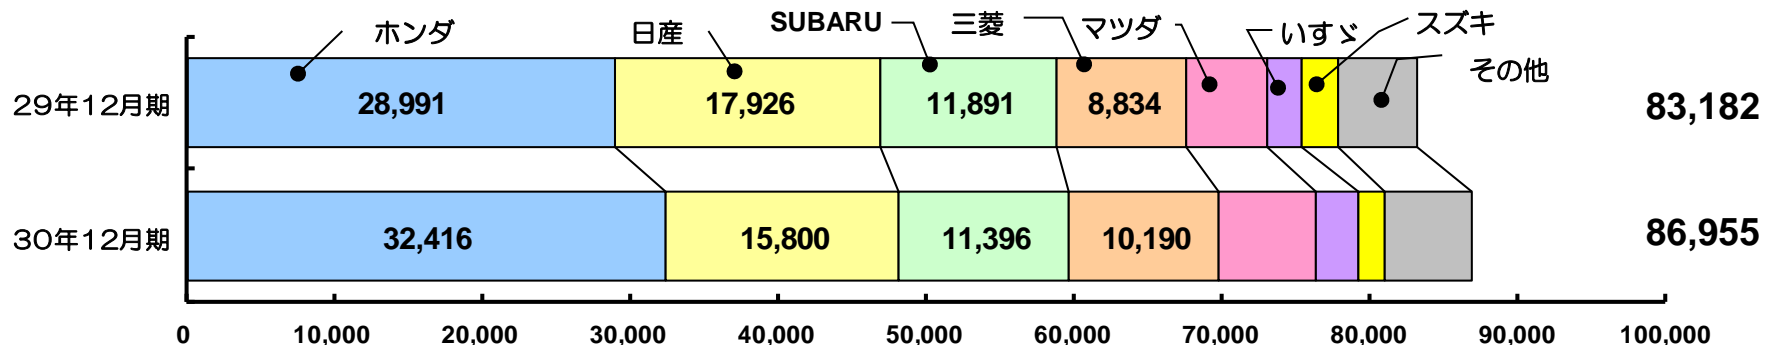 ホンダ 日産 SUBARU 三菱 マツダ いすゞ スズキ その他
29年12月期 28,991 17,926 11,891 8,834 83,182
30年12月期 32,416 15,800 11,396 10,190 86,955
0 10,000 20,000 30,000 40,000 50,000 60,000 70,000 80,000 90,000 100,000